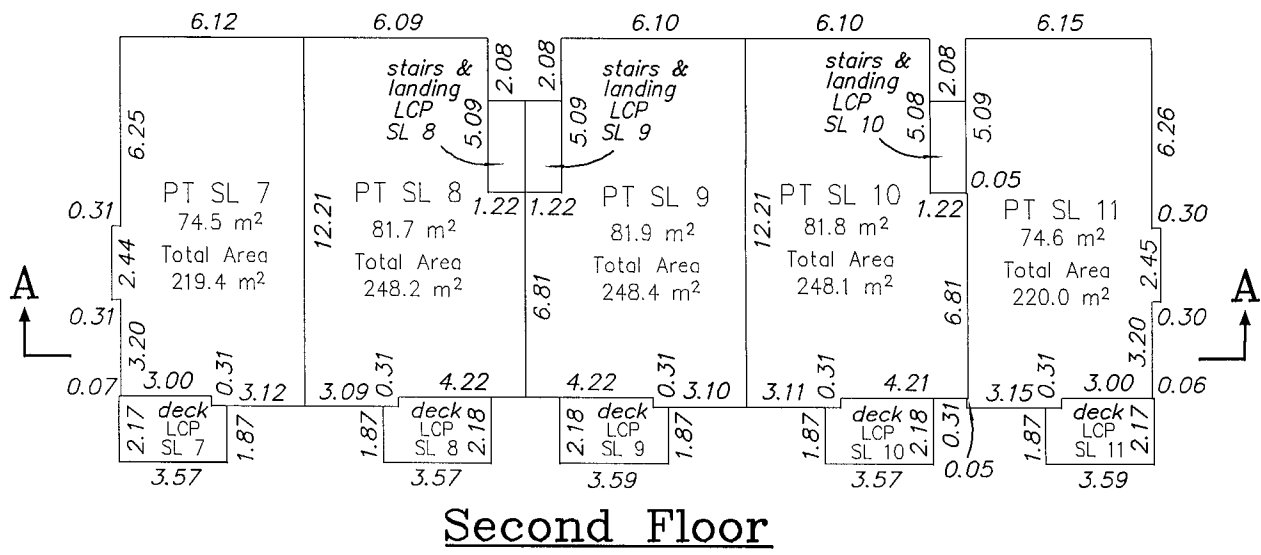 6.12
6.09
6.10
6.10
6.15
2.08
2.08
2.08
stairs &
landing
LCP
SL 8
stairs &
landing
LCP
SL 9
stairs &
landing
LCP
SL 10
6.25
5.09
5.09
5.08
5.09
6.26
PT SL 7
74.5 m²
Total Area
219.4 m²
PT SL 8
81.7 m²
Total Area
248.2 m²
PT SL 9
81.9 m²
Total Area
248.4 m²
PT SL 10
81.8 m²
Total Area
248.1 m²
PT SL 11
74.6 m²
Total Area
220.0 m²
0.31
2.44
0.31
3.20
0.07
12.21
1.22
1.22
6.81
12.21
1.22
0.05
6.81
0.30
2.45
0.30
3.20
0.06
A
A
3.00
0.31
3.12
3.09
0.31
4.22
4.22
0.31
3.10
3.11
0.31
4.21
3.15
0.31
3.00
2.17
deck
LCP
SL 7
1.87
3.57
1.87
deck
LCP
SL 8
2.18
3.57
2.18
deck
LCP
SL 9
1.87
3.59
1.87
deck
LCP
SL 10
2.18
3.57
0.31
0.05
1.87
deck
LCP
SL 11
2.17
3.59
Second Floor